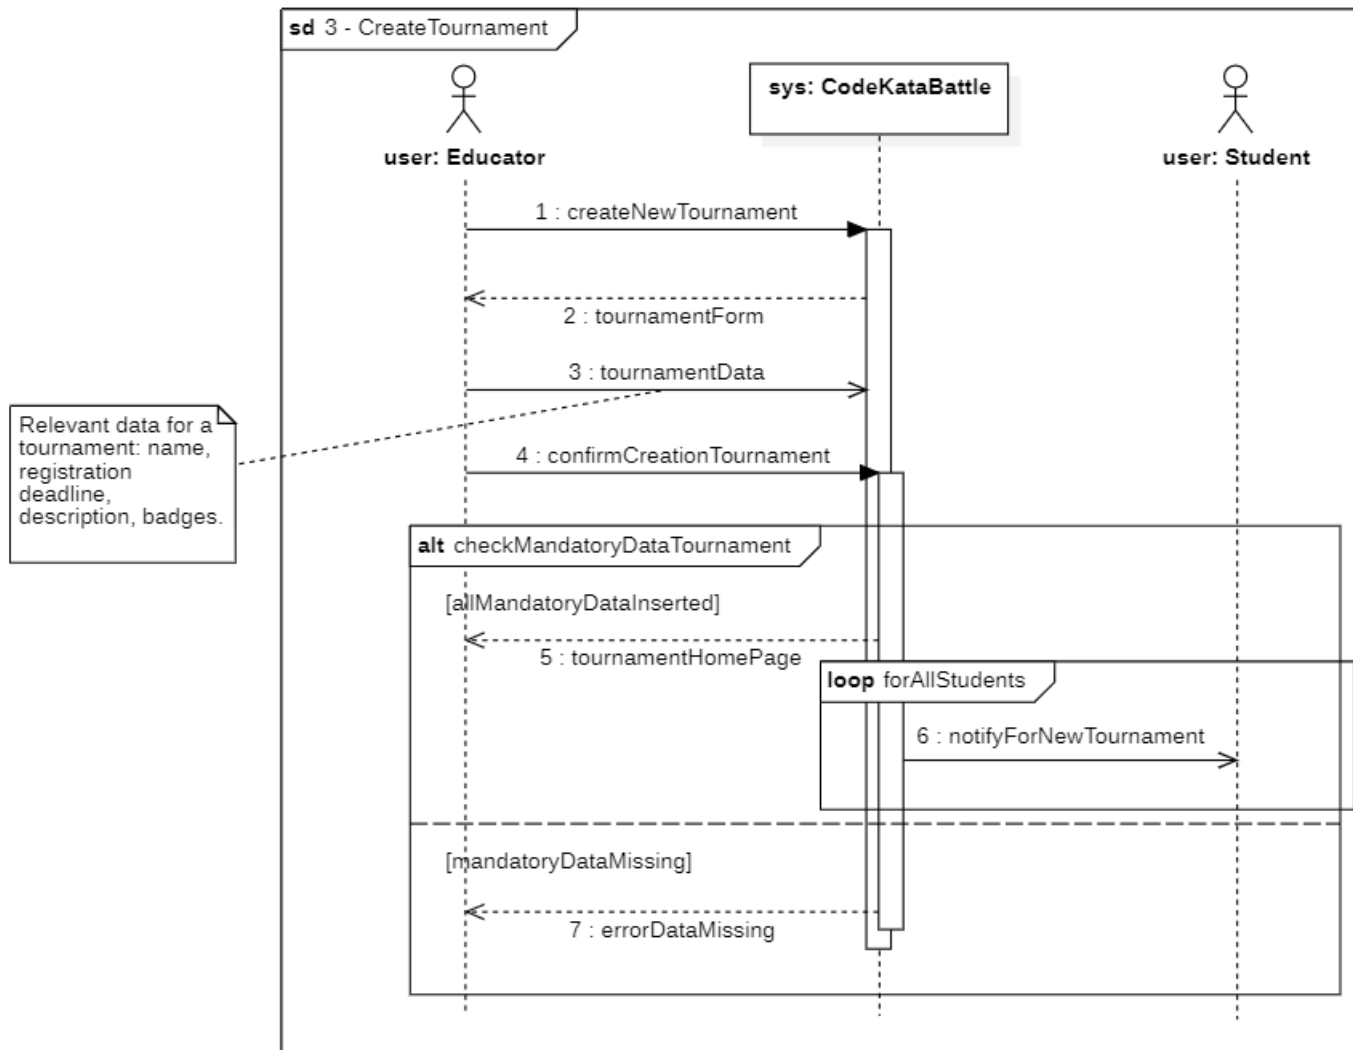 sd 3 - CreateTournament
user: Educator
sys: CodeKataBattle
user: Student
1 : createNewTournament
2 : tournamentForm
3 : tournamentData
Relevant data for a
tournament: name,
registration
deadline,
description, badges.
4 : confirmCreationTournament
alt checkMandatoryDataTournament
[allMandatoryDataInserted]
5 : tournamentHomePage
loop forAllStudents
6 : notifyForNewTournament
[mandatoryDataMissing]
7 : errorDataMissing